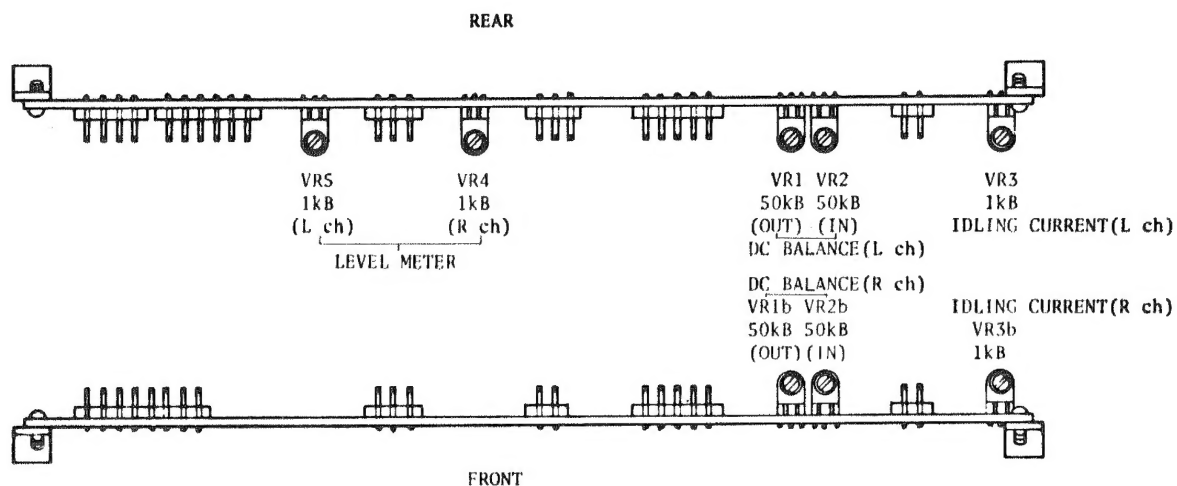 REAR
VR5 VR4 VR1 VR2 VR3
1kB 1kB 50kB 50kB 1kB
(L ch) (R ch) (OUT) (IN) IDLING CURRENT(L ch)
LEVEL METER DC BALANCE(L ch)
DC BALANCE(R ch)
VR1b VR2b IDLING CURRENT(R ch)
50kB 50kB VR3b
(OUT) (IN) 1kB
FRONT